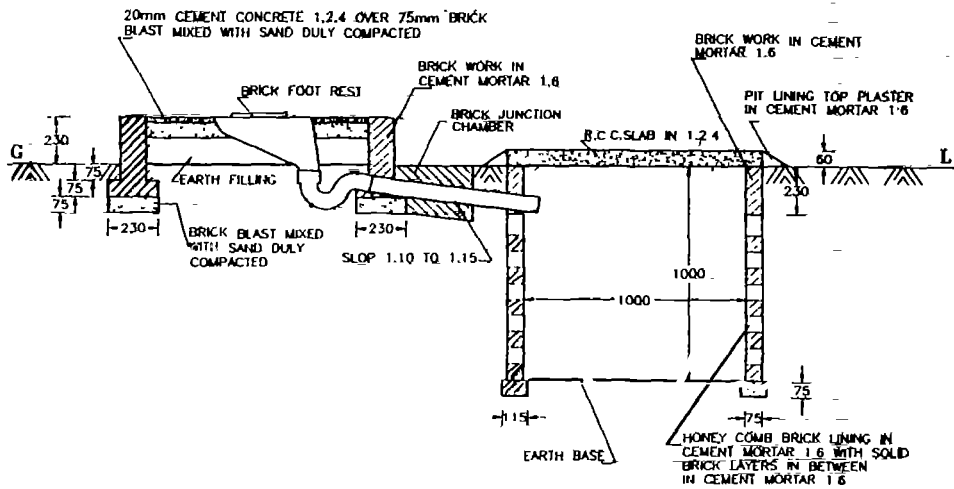 20mm CEMENT CONCRETE 1,2,4 OVER 75mm BRICK
BLAST MIXED WITH SAND DULY COMPACTED
BRICK FOOT REST
BRICK WORK IN
CEMENT MORTAR 1,6
BRICK JUNCTION
CHAMBER
R.C.C.SLAB IN 1.2 4
BRICK WORK IN CEMENT
MORTAR 1.6
PIT LINING TOP PLASTER
IN CEMENT MORTAR 1.6
G
L
230
75
75
75
60
230
EARTH FILLING
230
230
BRICK BLAST MIXED
WITH SAND DULY
COMPACTED
SLOP 1.10 TO 1.15
1000
1000
75
115
75
EARTH BASE
HONEY COMB BRICK LINING IN
CEMENT MORTAR 1 6 WITH SOLID
BRICK LAYERS IN BETWEEN
IN CEMENT MORTAR 1 6